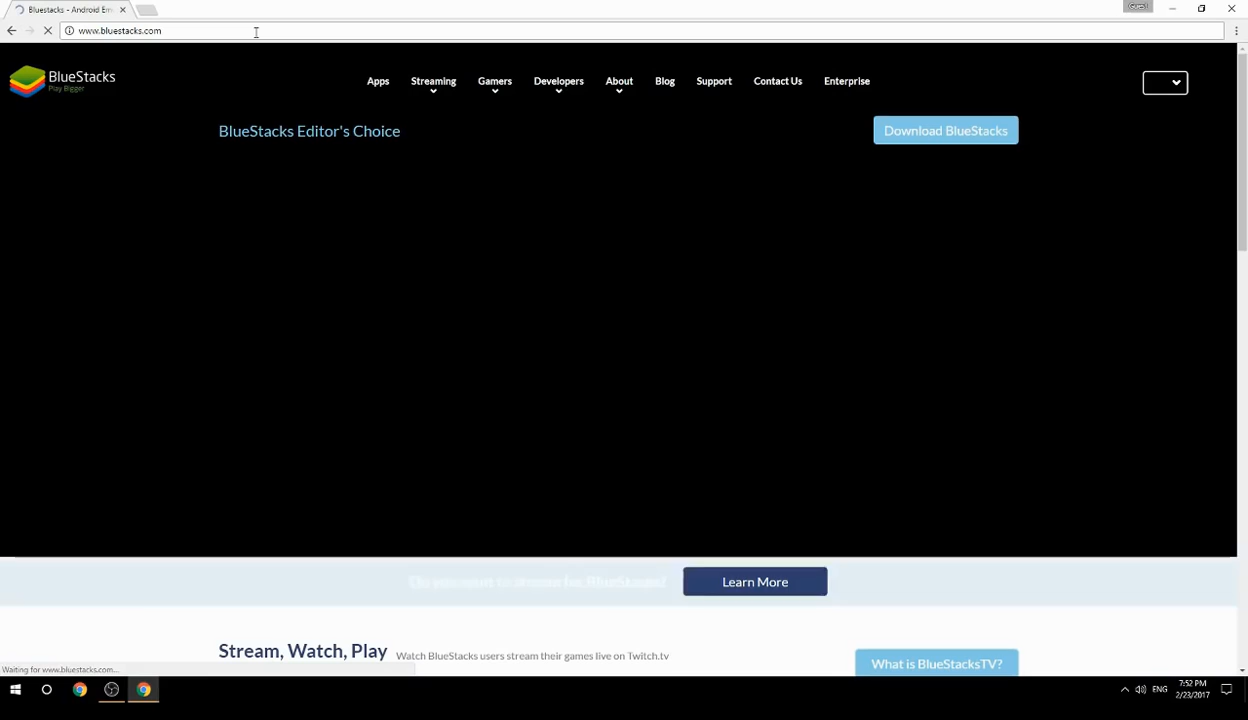 Bluestacks - Android Em
Guest
www.bluestacks.com
BlueStacks
Play Bigger
Apps
Streaming
Gamers
Developers
About
Blog
Support
Contact Us
Enterprise
BlueStacks Editor's Choice
Download BlueStacks
Learn More
Stream, Watch, Play
Watch BlueStacks users stream their games live on Twitch.tv
What is BlueStacksTV?
Waiting for www.bluestacks.com...
ENG
7:52 PM
2/23/2017